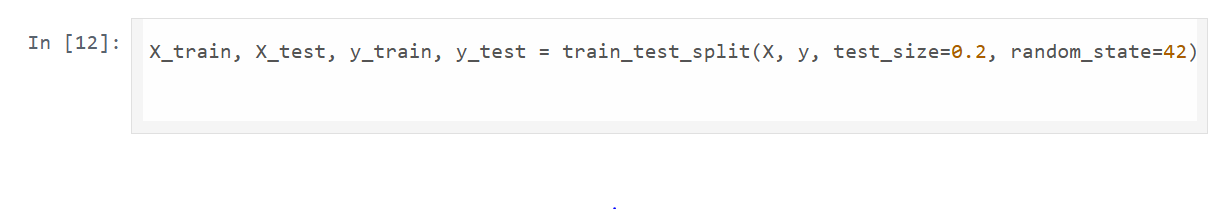 In [12]: X_train, X_test, y_train, y_test = train_test_split(X, y, test_size=0.2, random_state=42)